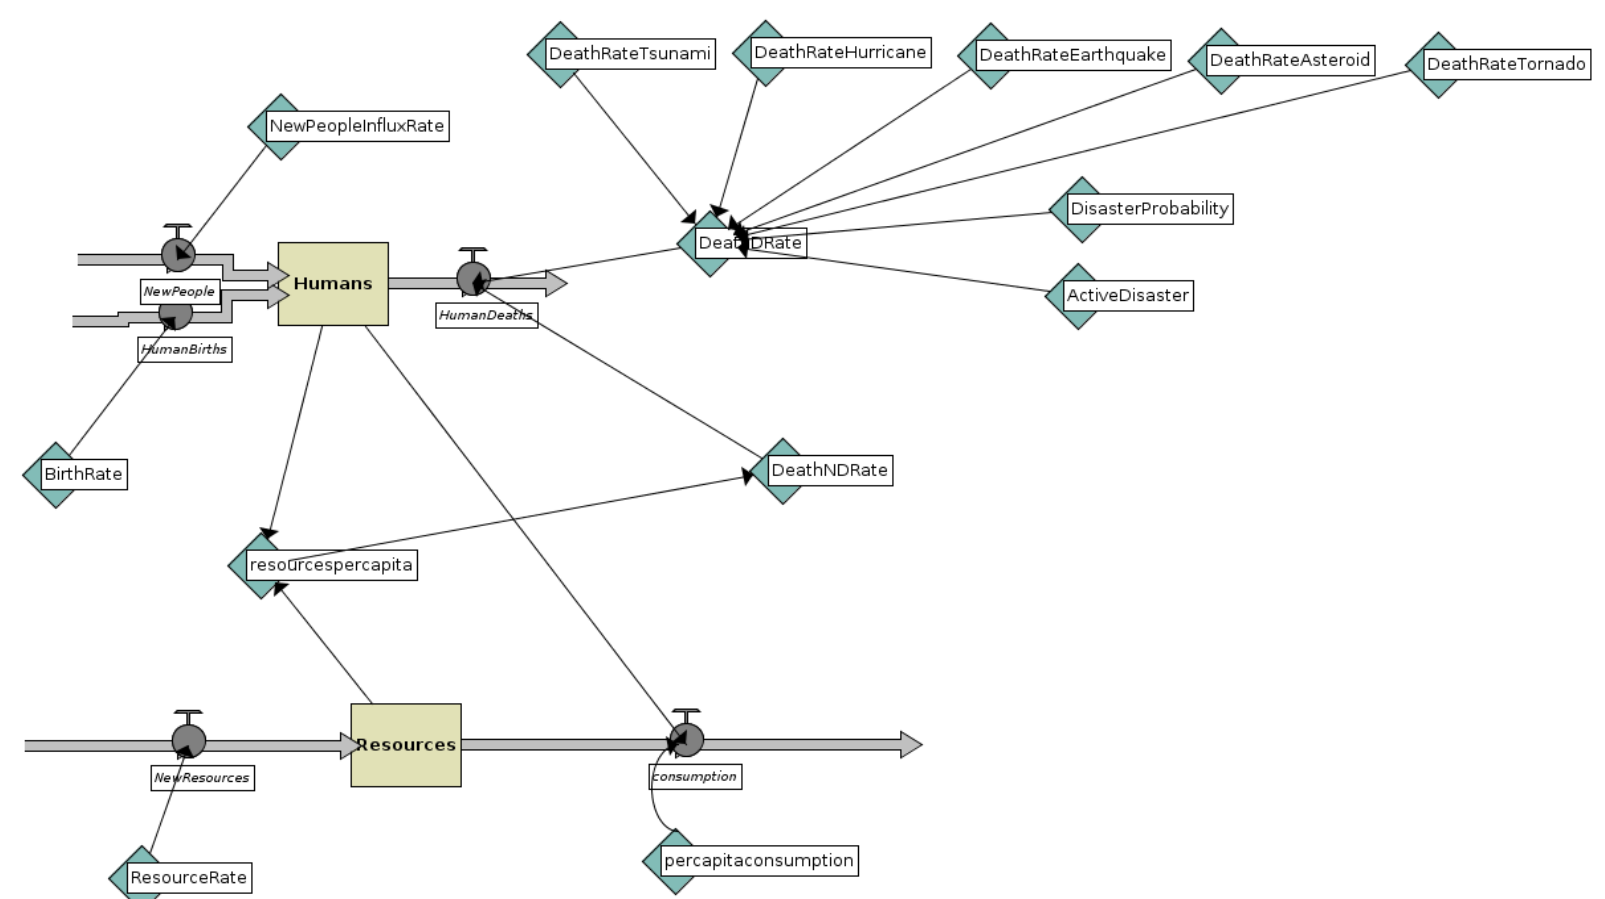 DeathRateTsunami
DeathRateHurricane
DeathRateEarthquake
DeathRateAsteroid
DeathRateTornado
NewPeopleInfluxRate
DisasterProbability
DeathDRate
Humans
NewPeople
ActiveDisaster
HumanDeaths
HumanBirths
BirthRate
DeathNDRate
resourcespercapita
Resources
NewResources
consumption
percapitaconsumption
ResourceRate